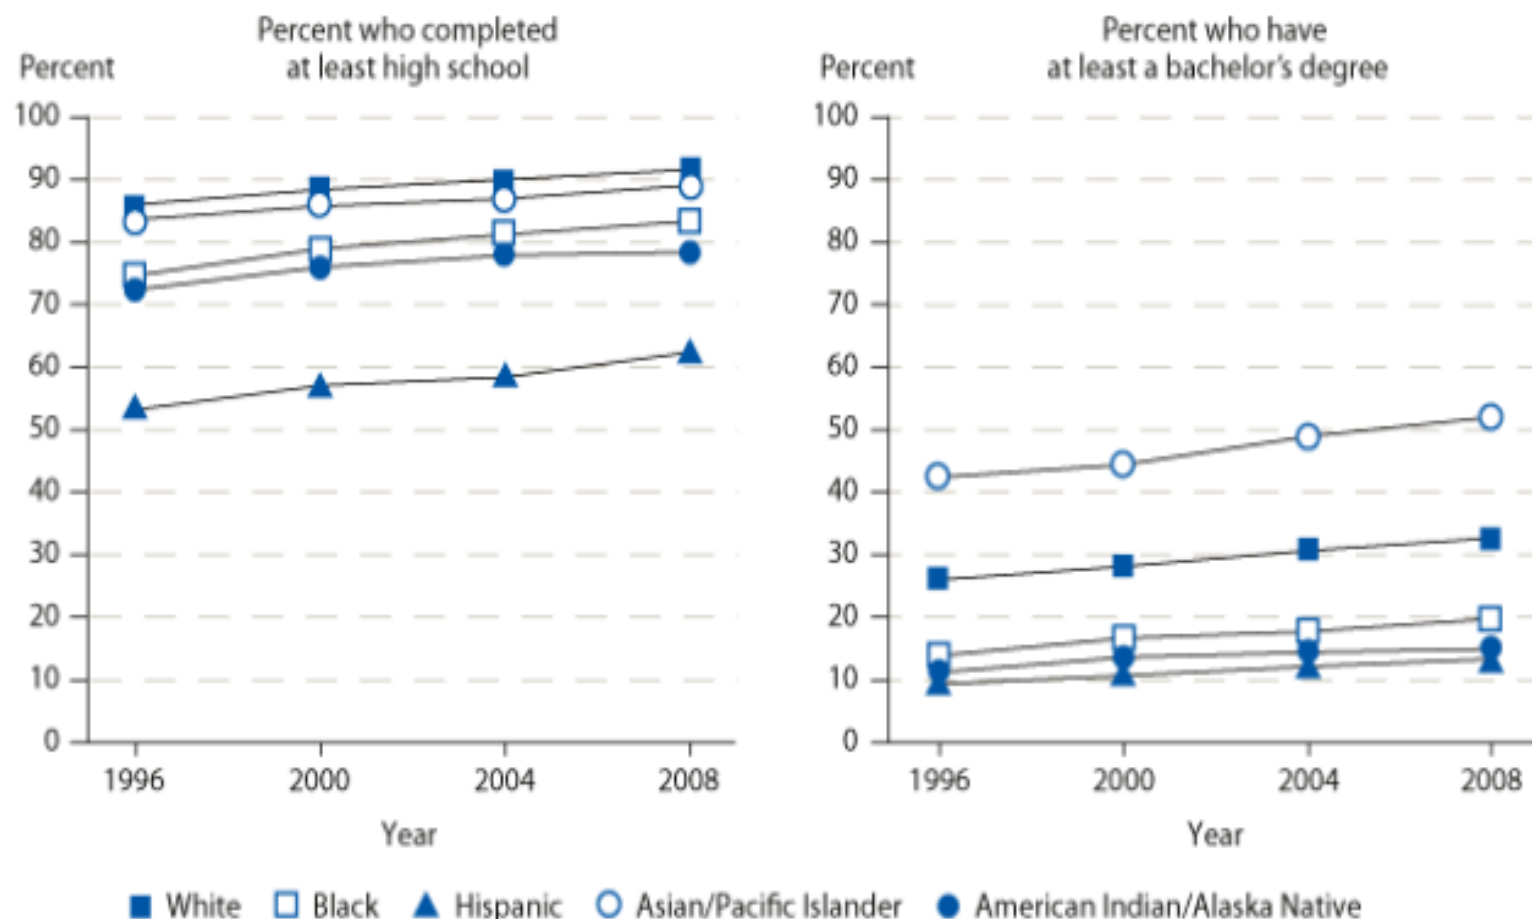 Percent who completed
at least high school
Percent
100
90
80
70
60
50
40
30
20
10
0
1996 2000 2004 2008
Year
Percent who have
at least a bachelor's degree
Percent
100
90
80
70
60
50
40
30
20
10
0
1996 2000 2004 2008
Year
White Black Hispanic Asian/Pacific Islander American Indian/Alaska Native